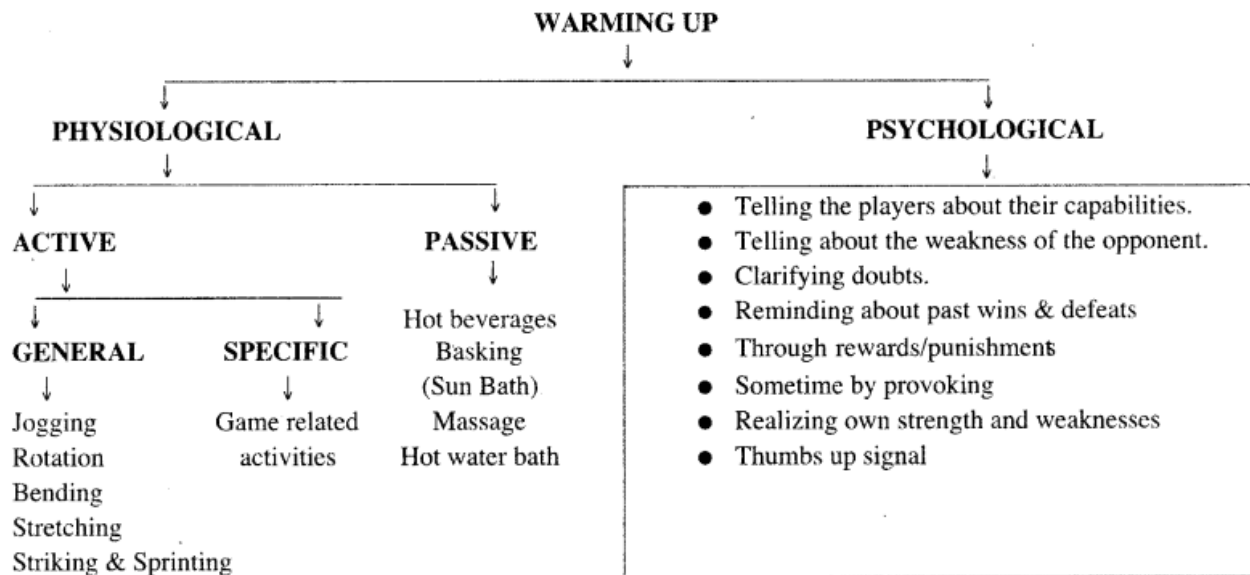 WARMING UP
PHYSIOLOGICAL
PSYCHOLOGICAL
ACTIVE
PASSIVE
GENERAL
SPECIFIC
Jogging
Rotation
Bending
Stretching
Striking & Sprinting
Game related
activities
Hot beverages
Basking
(Sun Bath)
Massage
Hot water bath
● Telling the players about their capabilities.
● Telling about the weakness of the opponent.
● Clarifying doubts.
● Reminding about past wins & defeats
● Through rewards/punishments
● Sometime by provoking
● Realizing own strength and weaknesses
● Thumbs up signal